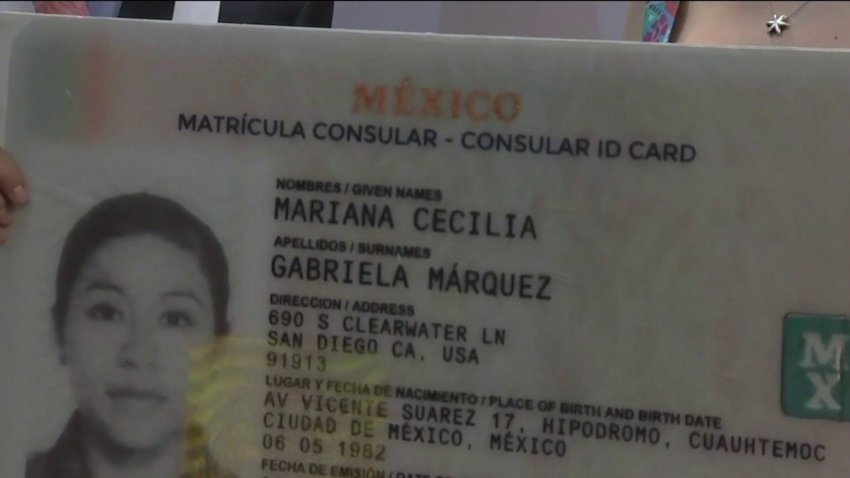 MÉXICO
MATRÍCULA CONSULAR - CONSULAR ID CARD
NOMBRES / GIVEN NAMES
MARIANA CECILIA
APELLIDOS / SURNAMES
GABRIELA MÁRQUEZ
DIRECCION / ADDRESS
690 S CLEARWATER LN
SAN DIEGO CA, USA
91913
LUGAR Y FECHA DE NACIMIENTO / PLACE OF BIRTH AND BIRTH DATE
AV VICENTE SUAREZ 17, HIPODROMO, CUAUHTEMOC
CIUDAD DE MÉXICO, MÉXICO
06 05 1982
FECHA DE EMISIÓN / DATE
MX